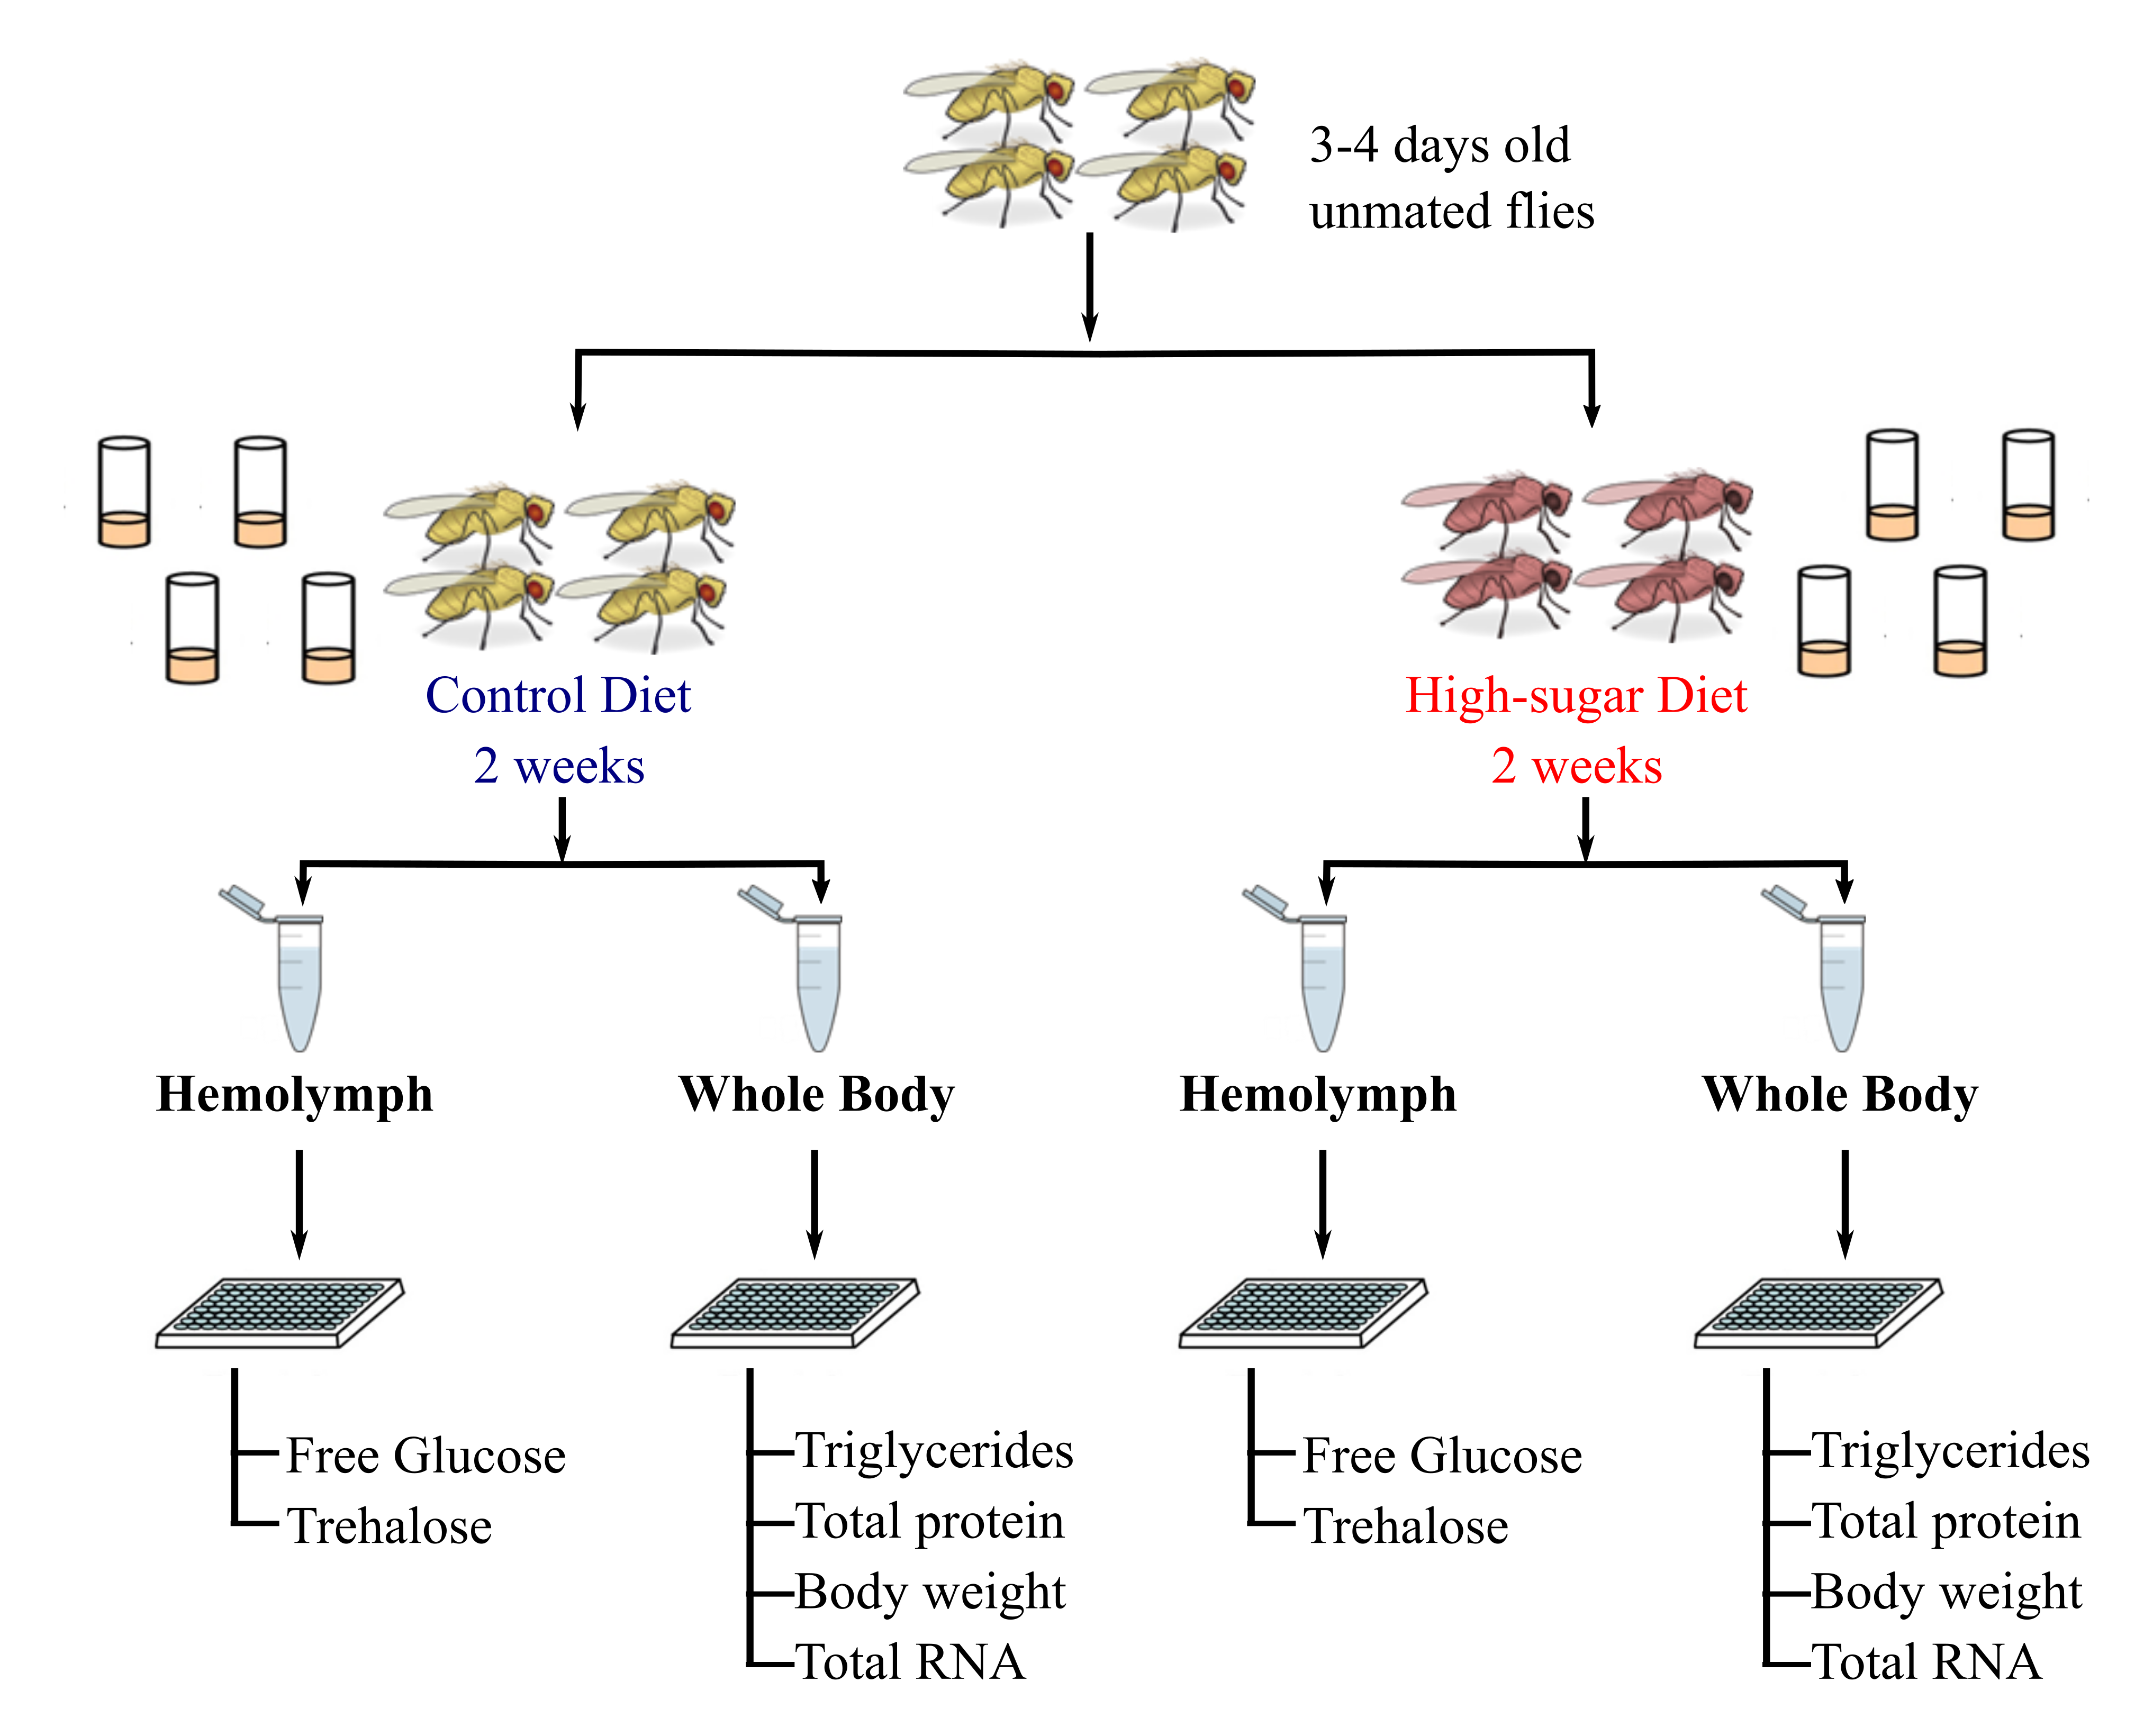 3-4 days old
unmated flies
Control Diet
2 weeks
High-sugar Diet
2 weeks
Hemolymph
Whole Body
Hemolymph
Whole Body
Free Glucose
Trehalose
Triglycerides
Total protein
Body weight
Total RNA
Free Glucose
Trehalose
Triglycerides
Total protein
Body weight
Total RNA